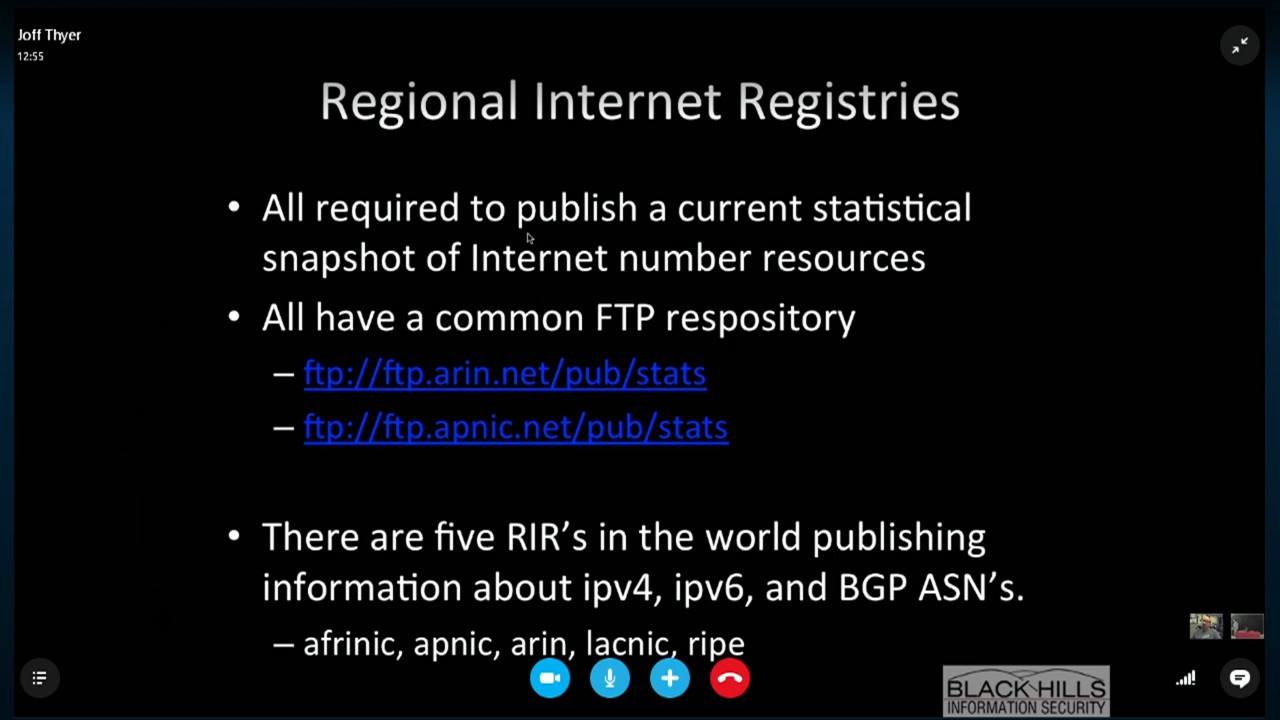 Joff Thyer
12:55
Regional Internet Registries
• All required to publish a current statistical
snapshot of Internet number resources
• All have a common FTP respository
– ftp://ftp.arin.net/pub/stats
– ftp://ftp.apnic.net/pub/stats
• There are five RIR’s in the world publishing
information about ipv4, ipv6, and BGP ASN’s.
– afrinic, apnic, arin, lacnic, ripe
BLACK HILLS
INFORMATION SECURITY